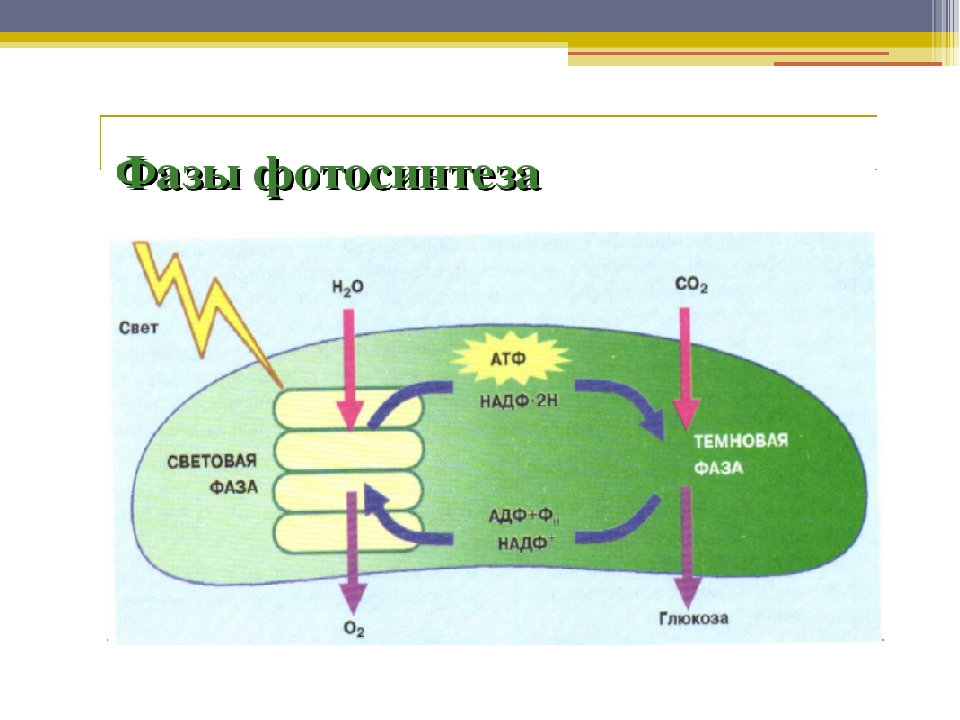 Фазы фотосинтеза
Свет
H₂O
CO₂
АТФ
НАДФ·2Н
СВЕТОВАЯ
ФАЗА
ТЕМНОВАЯ
ФАЗА
АДФ+Фн
НАДФ⁺
O₂
Глюкоза